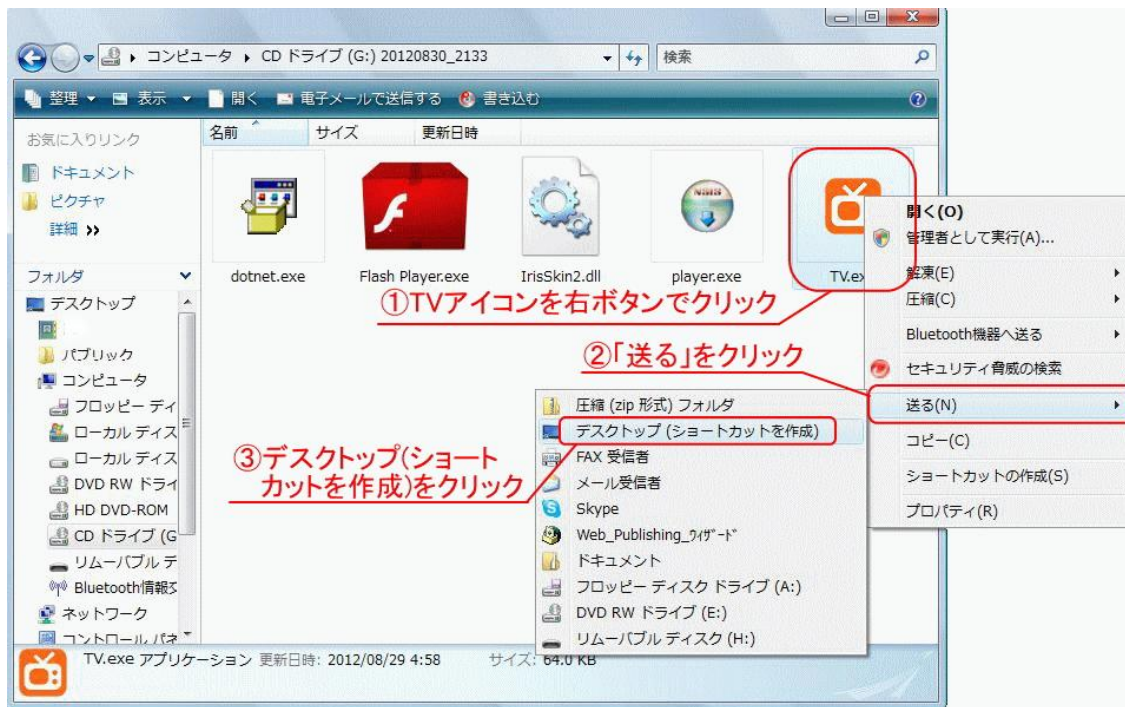 コンピュータ ▸ CD ドライブ (G:) 20120830_2133
検索
整理 表示 開く 電子メールで送信する 書き込む
お気に入りリンク
ドキュメント
ピクチャ
詳細 »
フォルダ
デスクトップ
パブリック
コンピュータ
フロッピー ディ
ローカル ディス
ローカル ディス
DVD RW ドライ
HD DVD-ROM
CD ドライブ (G
リムーバブル デ
Bluetooth情報
ネットワーク
コントロール パネ
名前 サイズ 更新日時
dotnet.exe
Flash Player.exe
IrisSkin2.dll
NSIS
player.exe
TV.ex
①TVアイコンを右ボタンでクリック
②「送る」をクリック
③デスクトップ(ショート
カットを作成)をクリック
開く(O)
管理者として実行(A)...
解凍(E)
圧縮(C)
Bluetooth機器へ送る
セキュリティ脅威の検索
送る(N)
コピー(C)
ショートカットの作成(S)
プロパティ(R)
圧縮 (zip 形式) フォルダ
デスクトップ (ショートカットを作成)
FAX 受信者
メール受信者
Skype
Web_Publishing_ウィザード
ドキュメント
フロッピー ディスク ドライブ (A:)
DVD RW ドライブ (E:)
リムーバブル ディスク (H:)
TV.exe アプリケーション 更新日時: 2012/08/29 4:58 サイズ: 64.0 KB